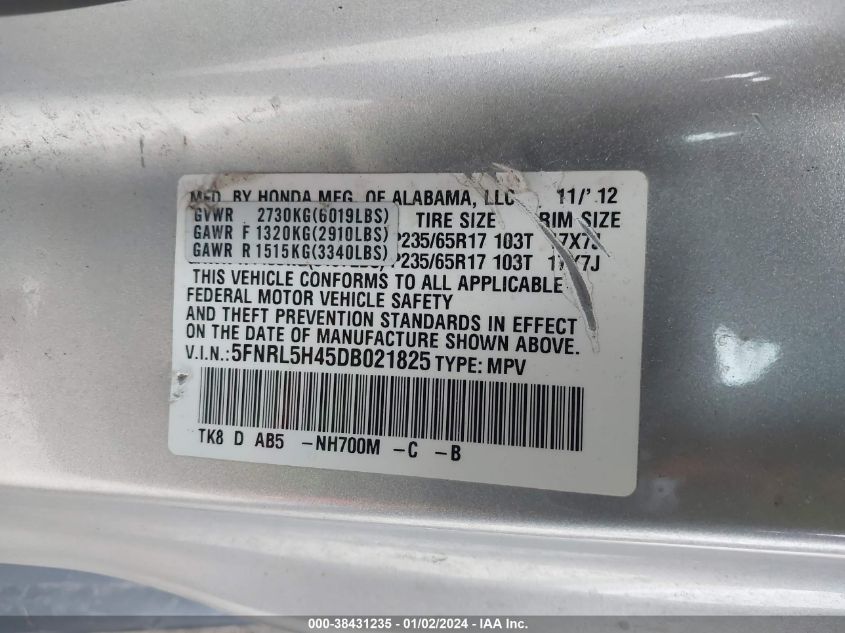 MFD. BY HONDA MFG. OF ALABAMA, LLC 11/' 12
GVWR 2730KG(6019LBS) TIRE SIZE RIM SIZE
GAWR F 1320KG(2910LBS) P235/65R17 103T 17X7J
GAWR R 1515KG(3340LBS) P235/65R17 103T 17X7J
THIS VEHICLE CONFORMS TO ALL APPLICABLE
FEDERAL MOTOR VEHICLE SAFETY
AND THEFT PREVENTION STANDARDS IN EFFECT
ON THE DATE OF MANUFACTURE SHOWN ABOVE.
V.I.N.: 5FNRL5H45DB021825 TYPE: MPV
TK8 D AB5 -NH700M -C -B
000-38431235 - 01/02/2024 - IAA Inc.